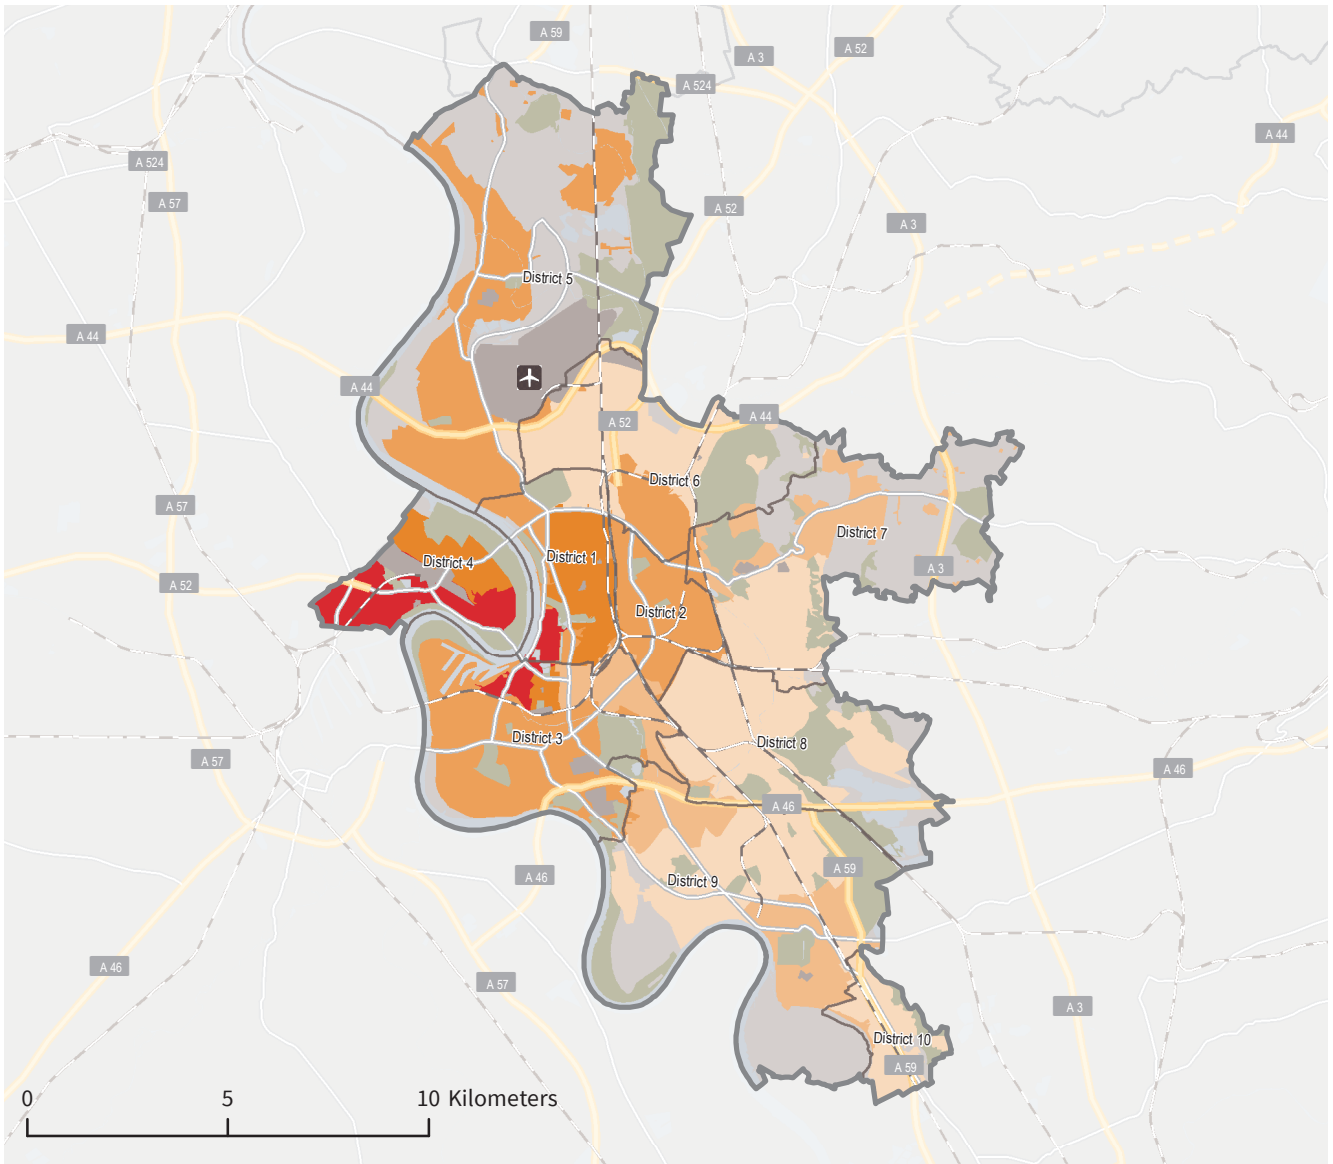 A 59
A 52
A 3
A 524
A 44
A 524
A 57
A 52
A 3
District 5
A 44
A 44
A 44
A 52
District 6
A 57
District 7
District 4
District 1
A 3
A 52
District 2
District 3
District 8
A 57
A 46
A 46
A 59
A 46
District 9
A 46
A 57
A 3
District 10
A 59
0 5 10 Kilometers